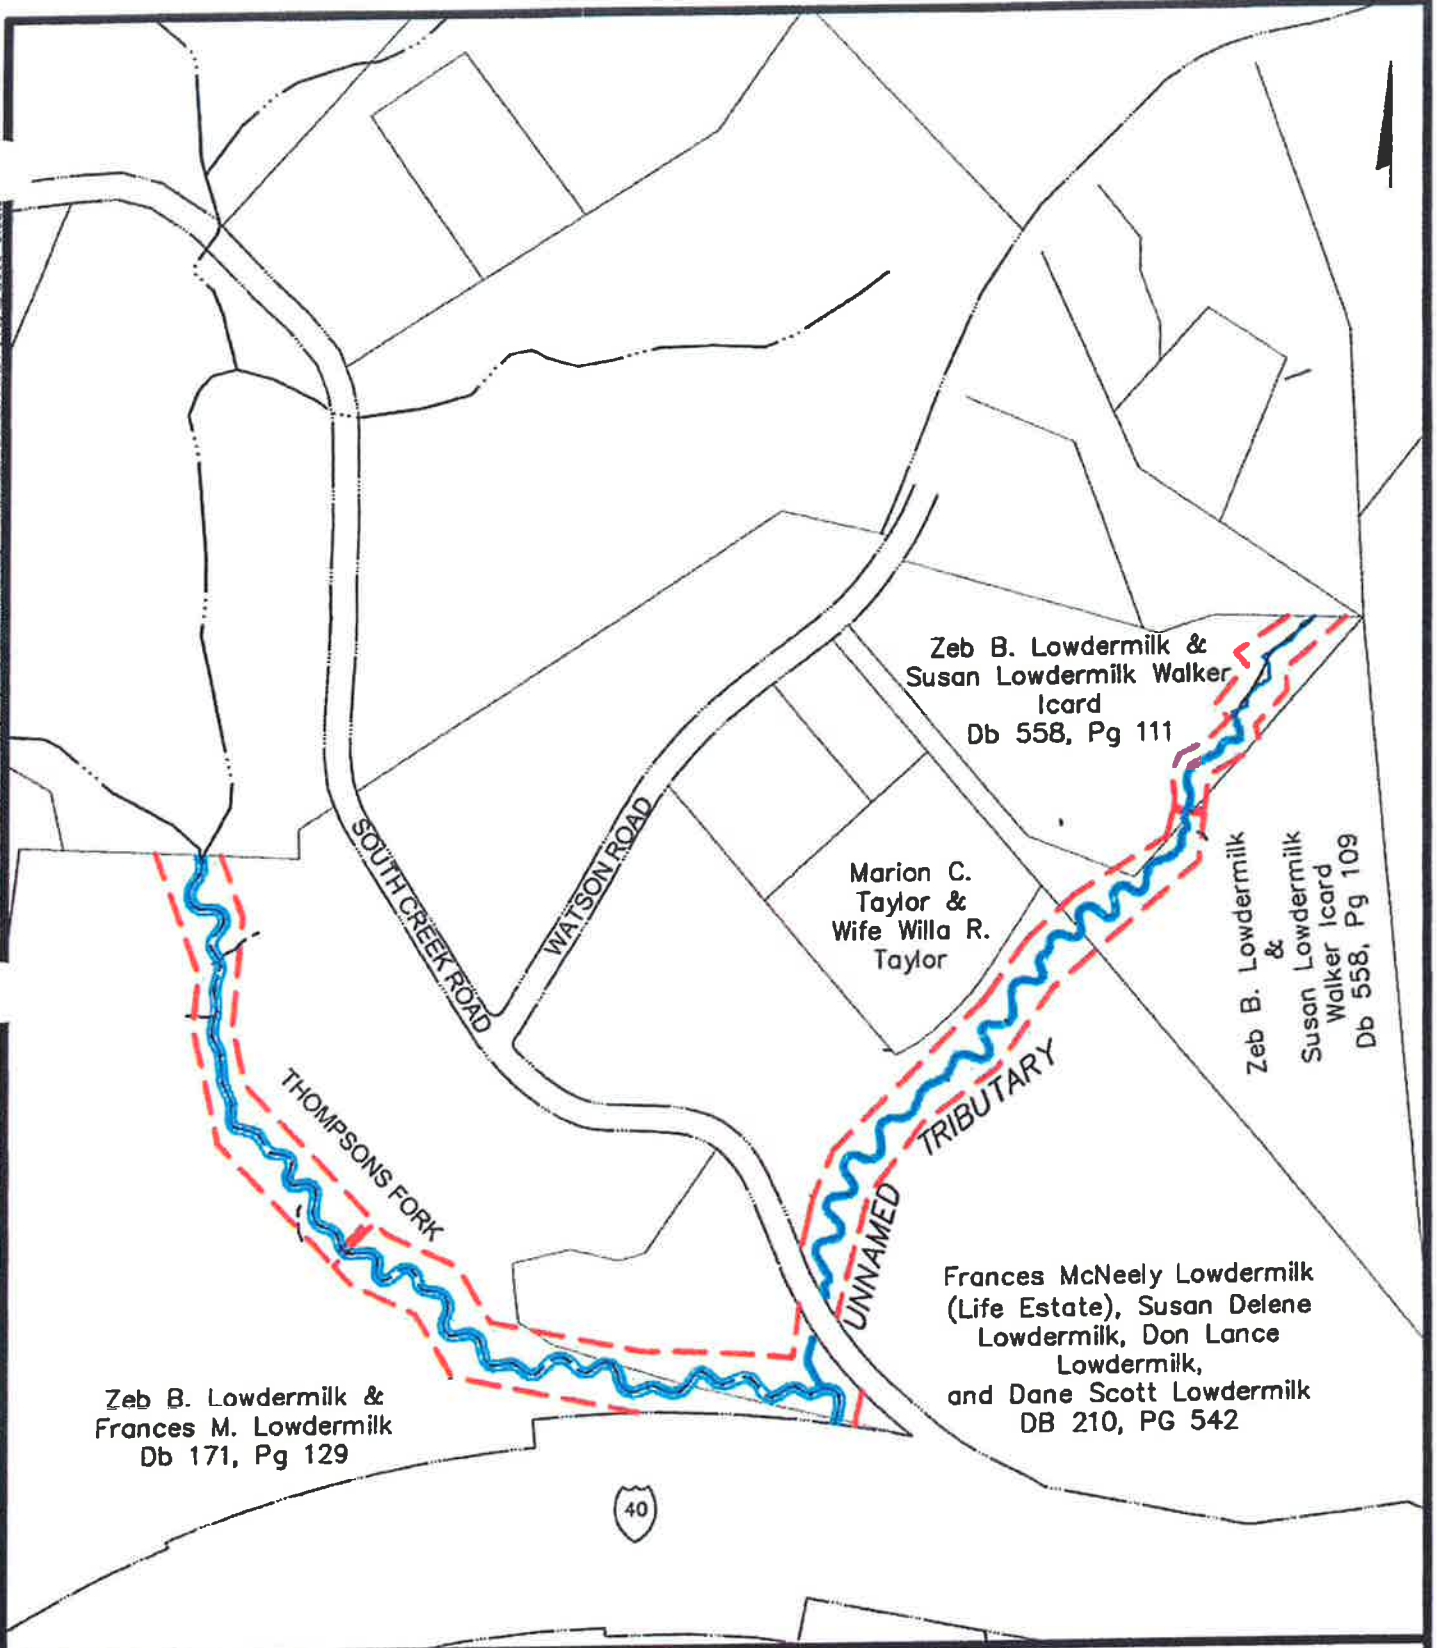 Zeb B. Lowdermilk &
Susan Lowdermilk Walker
Icard
Db 558, Pg 111
SOUTH CREEK ROAD
WATSON ROAD
Marion C.
Taylor &
Wife Willa R.
Taylor
Zeb B. Lowdermilk
&
Susan Lowdermilk
Walker Icard
Db 558, Pg 109
THOMPSONS FORK
UNNAMED TRIBUTARY
Frances McNeely Lowdermilk
(Life Estate), Susan Delene
Lowdermilk, Don Lance
Lowdermilk,
and Dane Scott Lowdermilk
DB 210, PG 542
Zeb B. Lowdermilk &
Frances M. Lowdermilk
Db 171, Pg 129
40